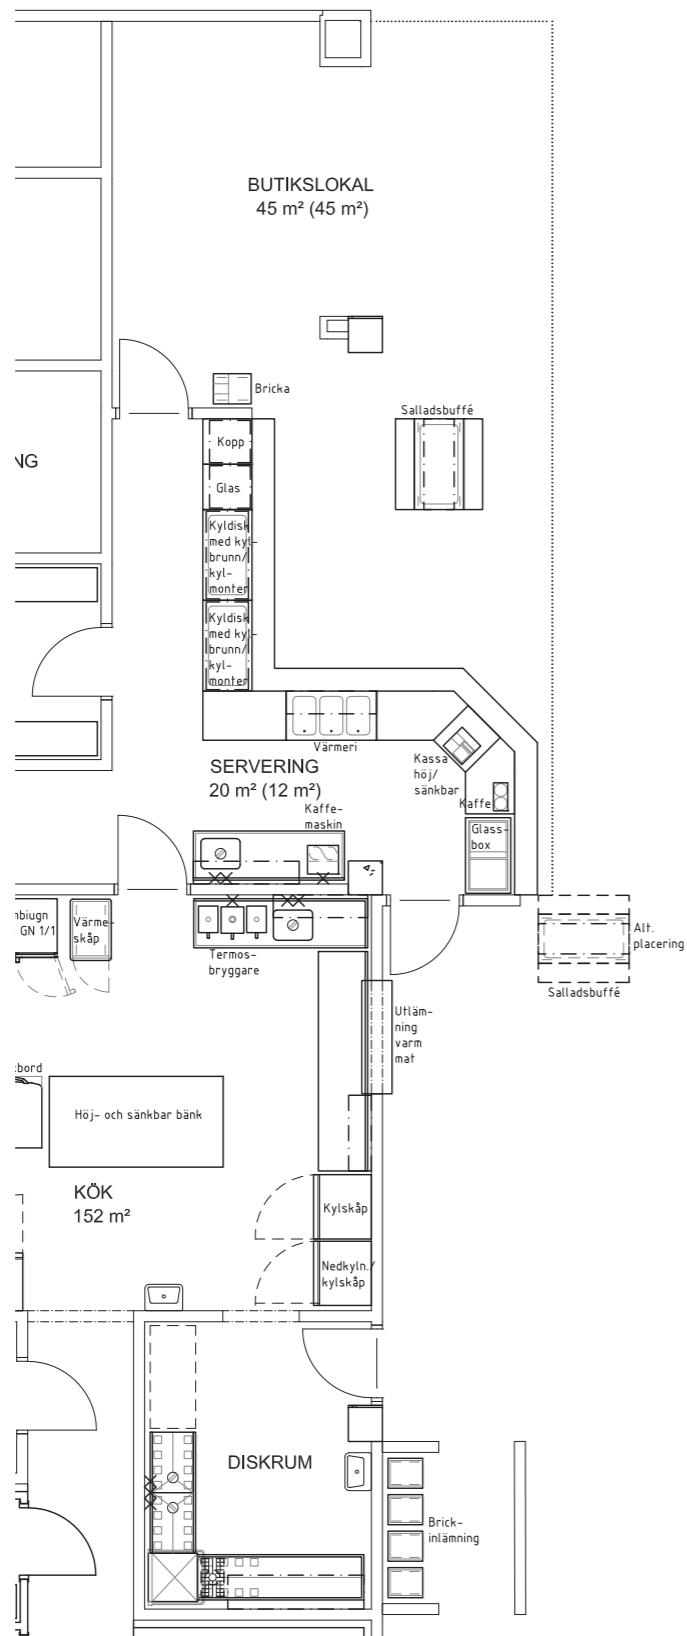 BUTIKSLOKAL
45 m² (45 m²)
Bricka
Salladsbuffé
Kopp
NG
Glas
Kyldisk
med kyl-
brunn/
kyl-
monter
Kyldisk
med kyl-
brunn/
kyl-
monter
Värmeri
Kassa
höj/
sänkbar
SERVERING
20 m² (12 m²)
Kaffe
Kaffe-
maskin
Glass-
box
mbiugn
GN 1/1
Värme-
skåp
Termos-
bryggare
Alt.
placering
Salladsbuffé
Utläm-
ning
varm
mat
kbord
Höj- och sänkbar bänk
KÖK
152 m²
Kylskåp
Nedkyln./
kylskåp
DISKRUM
Brick-
inlämning